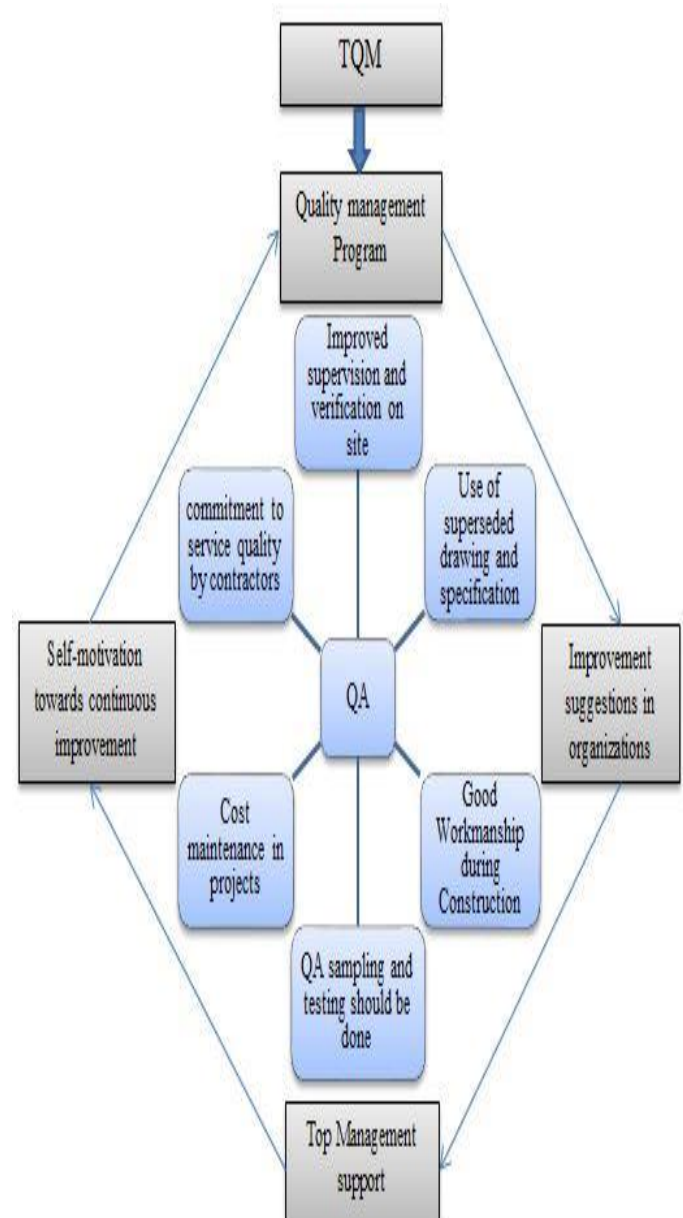 TQM
Quality management
Program
Improved
supervision and
verification on
site
commitment to
service quality
by contractors
Use of
superseded
drawing and
specification
Self-motivation
towards continuous
improvement
QA
Improvement
suggestions in
organizations
Cost
maintenance in
projects
Good
Workmanship
during
Construction
QA sampling and
testing should be
done
Top Management
support